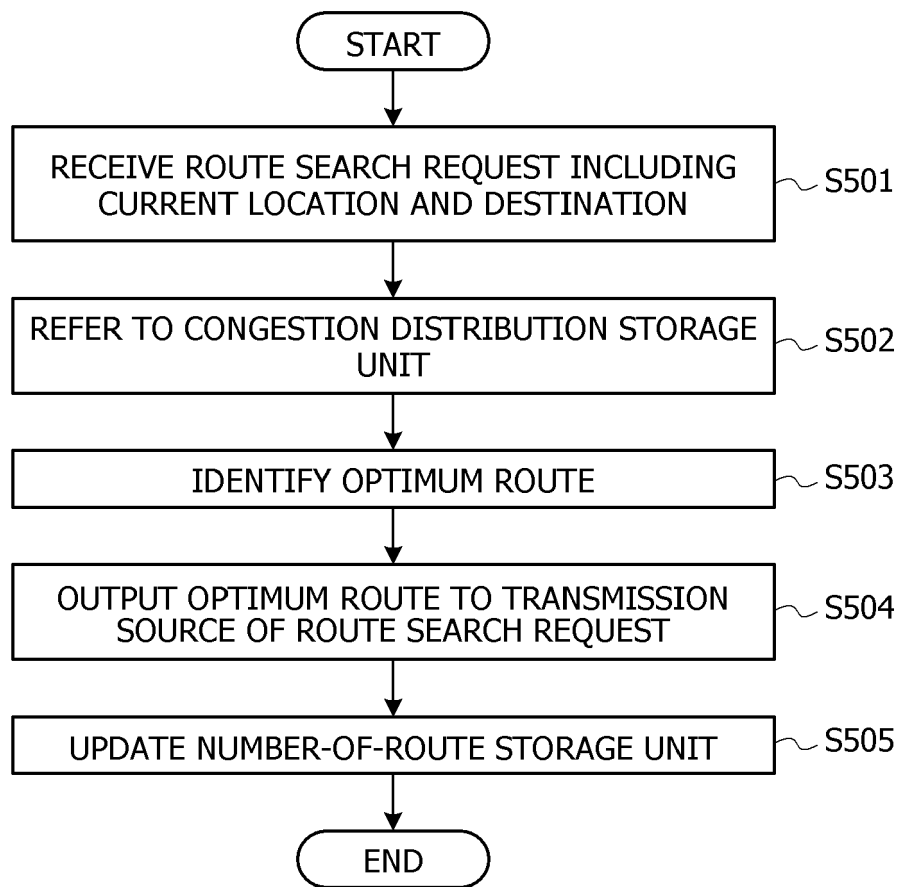 START
RECEIVE ROUTE SEARCH REQUEST INCLUDING
CURRENT LOCATION AND DESTINATION
S501
REFER TO CONGESTION DISTRIBUTION STORAGE
UNIT
S502
IDENTIFY OPTIMUM ROUTE
S503
OUTPUT OPTIMUM ROUTE TO TRANSMISSION
SOURCE OF ROUTE SEARCH REQUEST
S504
UPDATE NUMBER-OF-ROUTE STORAGE UNIT
S505
END